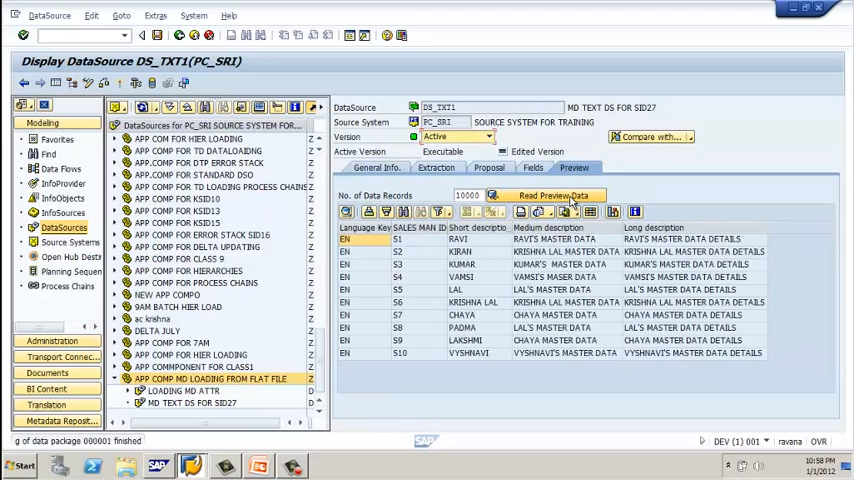 DataSource Edit Goto Extras System Help
Display DataSource DS_TXT1(PC_SRI)
Modeling
Favorites
Find
Data Flows
InfoProvider
InfoObjects
InfoSources
DataSources
Source Systems
Open Hub Desti
Planning Sequen
Process Chains
Administration
Transport Connec...
Documents
BI Content
Translation
Metadata Reposit...
DataSources for PC_SRI SOURCE SYSTEM FOR...
APP COM FOR HIER LOADING Z
APP COMP FOR TD DATALOAIDNG Z
APP COMP FOR DTP ERROR STACK Z
APP COMP FOR STANDARD DSO Z
APP COMP FOR TD LOADING PROCESS CHAINS Z
APP COMP FOR KSID10 Z
APP COMP FOR KSID13 Z
APP COMP FOR KSID15 Z
APP COMP FOR ERROR STACK SID16 Z
APP COMP FOR DELTA UPDATING Z
APP COMP FOR CLASS 9 Z
APP COMP FOR HIERARCHIES Z
APP COMP FOR PROCESS CHAINS Z
NEW APP COMPO Z
9AM BATCH HIER LOAD Z
ac krishna Z
DELTA JULY Z
APP COMP FOR 7AM Z
APP COMP FOR HIER LOADING Z
APP COMMPONENT FOR CLASS1 Z
APP COMP MD LOADING FROM FLAT FILE Z
LOADING MD ATTR D
MD TEXT DS FOR SID27 D
DataSource DS_TXT1 MD TEXT DS FOR SID27
Source System PC_SRI SOURCE SYSTEM FOR TRAINING
Version Active Compare with...
Active Version Executable Edited Version
General Info. Extraction Proposal Fields Preview
No. of Data Records 10000 Read Preview Data
Language Key SALES MAN ID Short descriptio Medium description Long description
EN S1 RAVI RAVI'S MASTER DATA RAVI'S MASTER DATA DETAILS
EN S2 KIRAN KRISHNA LAL MASTER DATA KRISHNA LAL MASTER DATA DETAILS
EN S3 KUMAR KUMAR'S MASTER DATA KUMAR'S MASTER DATA DETAILS
EN S4 VAMSI VAMSI'S MASER DATA VAMSI'S MASTER DATA DETAILS
EN S5 LAL LAL'S MASTER DATA LAL'S MASTER DATA DETAILS
EN S6 KRISHNA LAL KRISHNA LAL MASTER DATA KRISHNA LAL MASTER DATA DETAILS
EN S7 CHAYA CHAYA MASTER DATA CHAYA MASTER DATA DETAILS
EN S8 PADMA LAL'S MASTER DATA LAL'S MASTER DATA DETAILS
EN S9 LAKSHMI CHAYA MASTER DATA CHAYA MASTER DATA DETAILS
EN S10 VYSHNAVI VYSHNAVI'S MASTER DATA VYSHNAVI'S MASTER DATA DETAILS
g of data package 000001 finished
SAP
DEV (1) 001 ravana OVR
Start
SAP
10:58 PM
1/1/2012